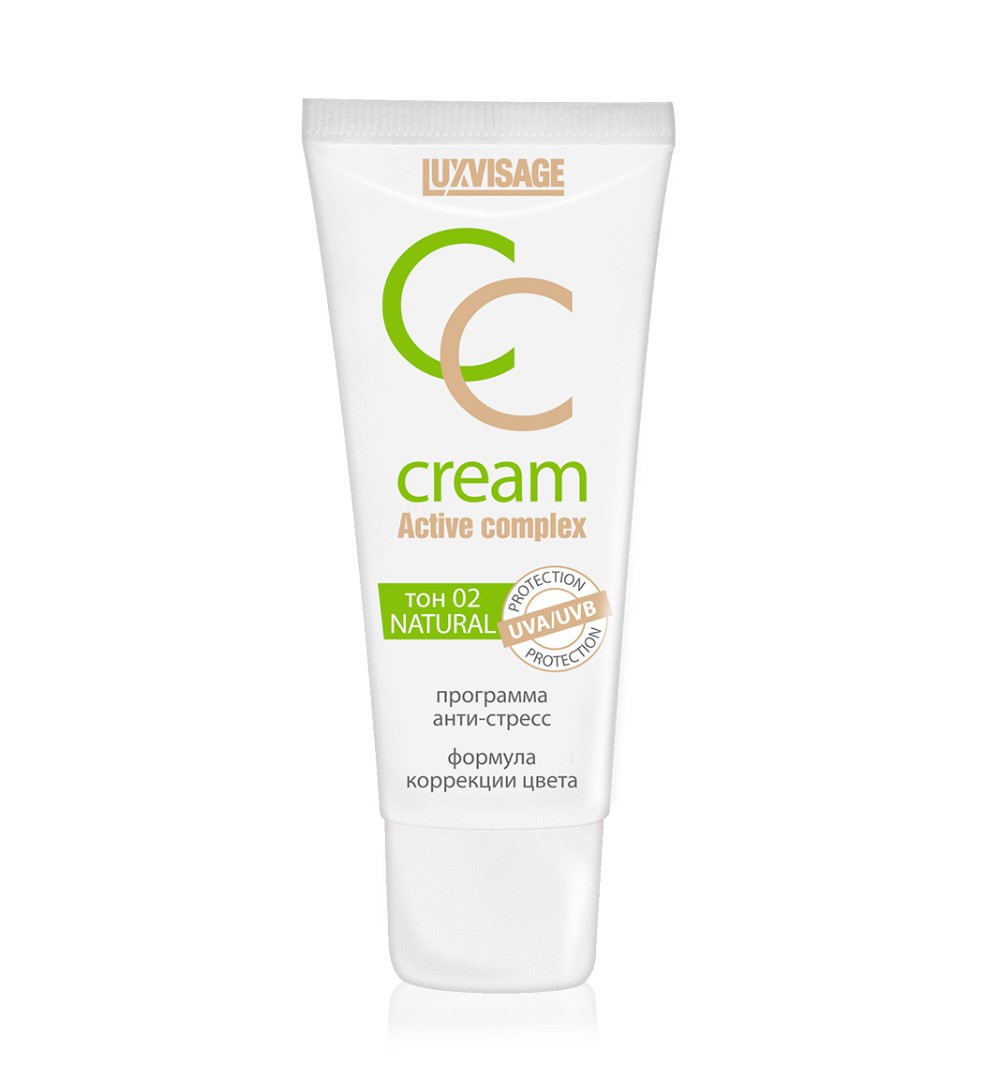 LUXVISAGE
CC
cream
Active complex
тон 02
NATURAL
PROTECTION
UVA/UVB
PROTECTION
программа
анти-стресс
формула
коррекции цвета